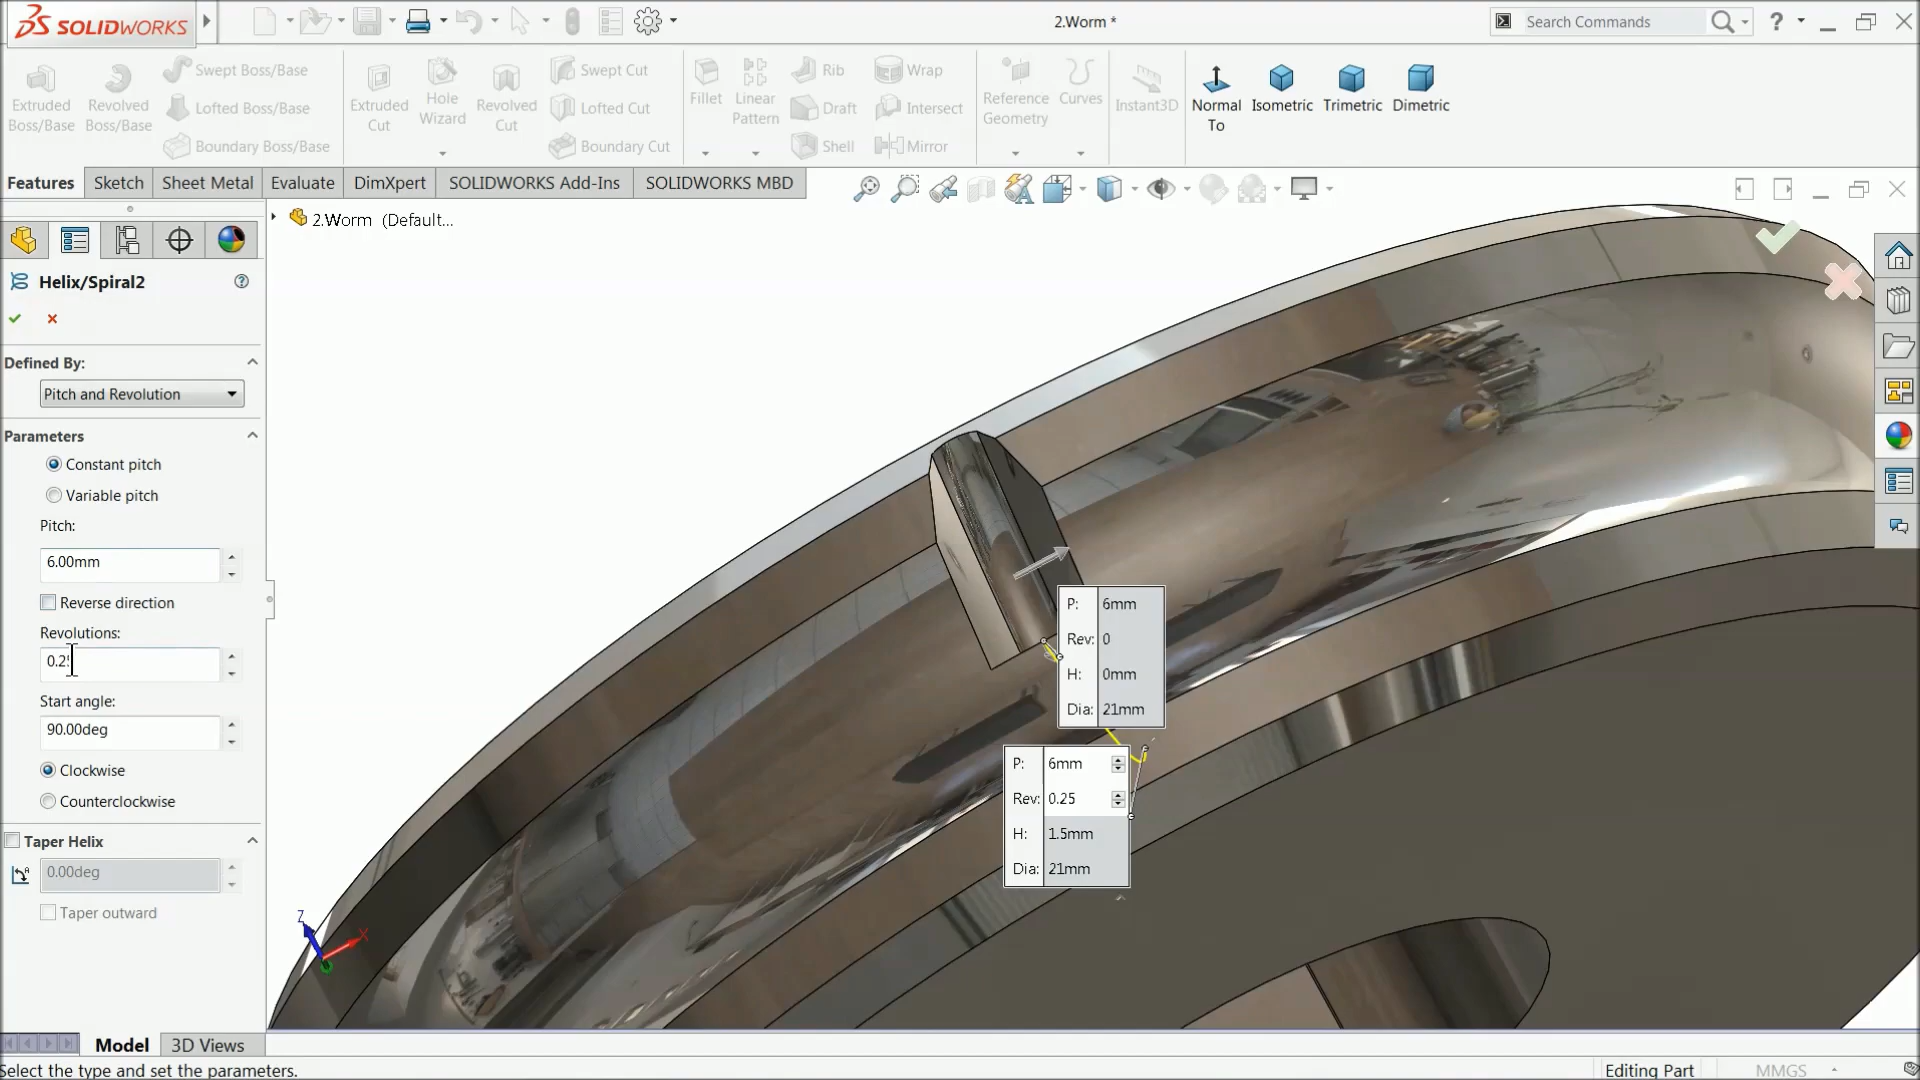 SOLIDWORKS
2.Worm *
Search Commands
?
Extruded Boss/Base
Revolved Boss/Base
Swept Boss/Base
Lofted Boss/Base
Boundary Boss/Base
Extruded Cut
Hole Wizard
Revolved Cut
Swept Cut
Lofted Cut
Boundary Cut
Fillet
Linear Pattern
Rib
Draft
Shell
Wrap
Intersect
Mirror
Reference Geometry
Curves
Instant3D
Normal To
Isometric
Trimetric
Dimetric
Features
Sketch
Sheet Metal
Evaluate
DimXpert
SOLIDWORKS Add-Ins
SOLIDWORKS MBD
2.Worm (Default...
Helix/Spiral2
Defined By:
Pitch and Revolution
Parameters
Constant pitch
Variable pitch
Pitch:
6.00mm
Reverse direction
Revolutions:
0.25
Start angle:
90.00deg
Clockwise
Counterclockwise
Taper Helix
0.00deg
Taper outward
P: 6mm
Rev: 0
H: 0mm
Dia: 21mm
P: 6mm
Rev: 0.25
H: 1.5mm
Dia: 21mm
Z
X
Model
3D Views
Select the type and set the parameters.
Editing Part
MMGS